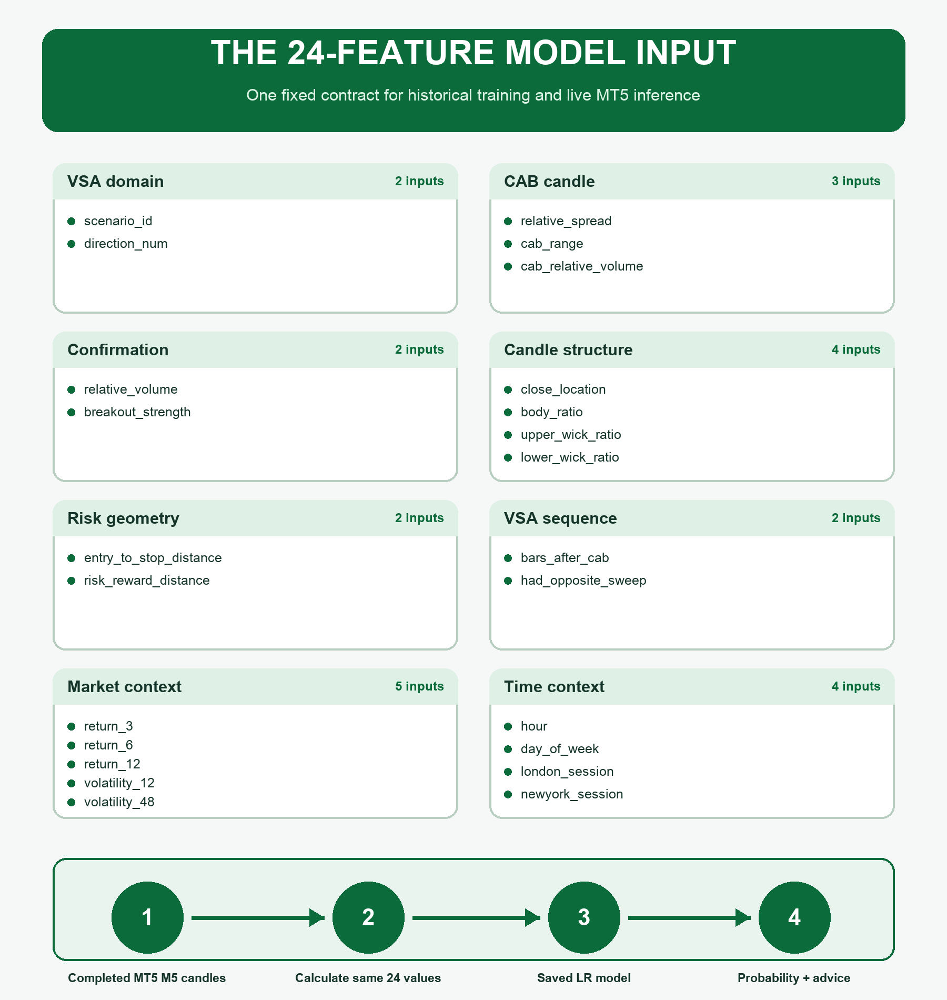 THE 24-FEATURE MODEL INPUT
One fixed contract for historical training and live MT5 inference
VSA domain
2 inputs
scenario_id
direction_num
CAB candle
3 inputs
relative_spread
cab_range
cab_relative_volume
Confirmation
2 inputs
relative_volume
breakout_strength
Candle structure
4 inputs
close_location
body_ratio
upper_wick_ratio
lower_wick_ratio
Risk geometry
2 inputs
entry_to_stop_distance
risk_reward_distance
VSA sequence
2 inputs
bars_after_cab
had_opposite_sweep
Market context
5 inputs
return_3
return_6
return_12
volatility_12
volatility_48
Time context
4 inputs
hour
day_of_week
london_session
newyork_session
1
2
3
4
Completed MT5 M5 candles
Calculate same 24 values
Saved LR model
Probability + advice